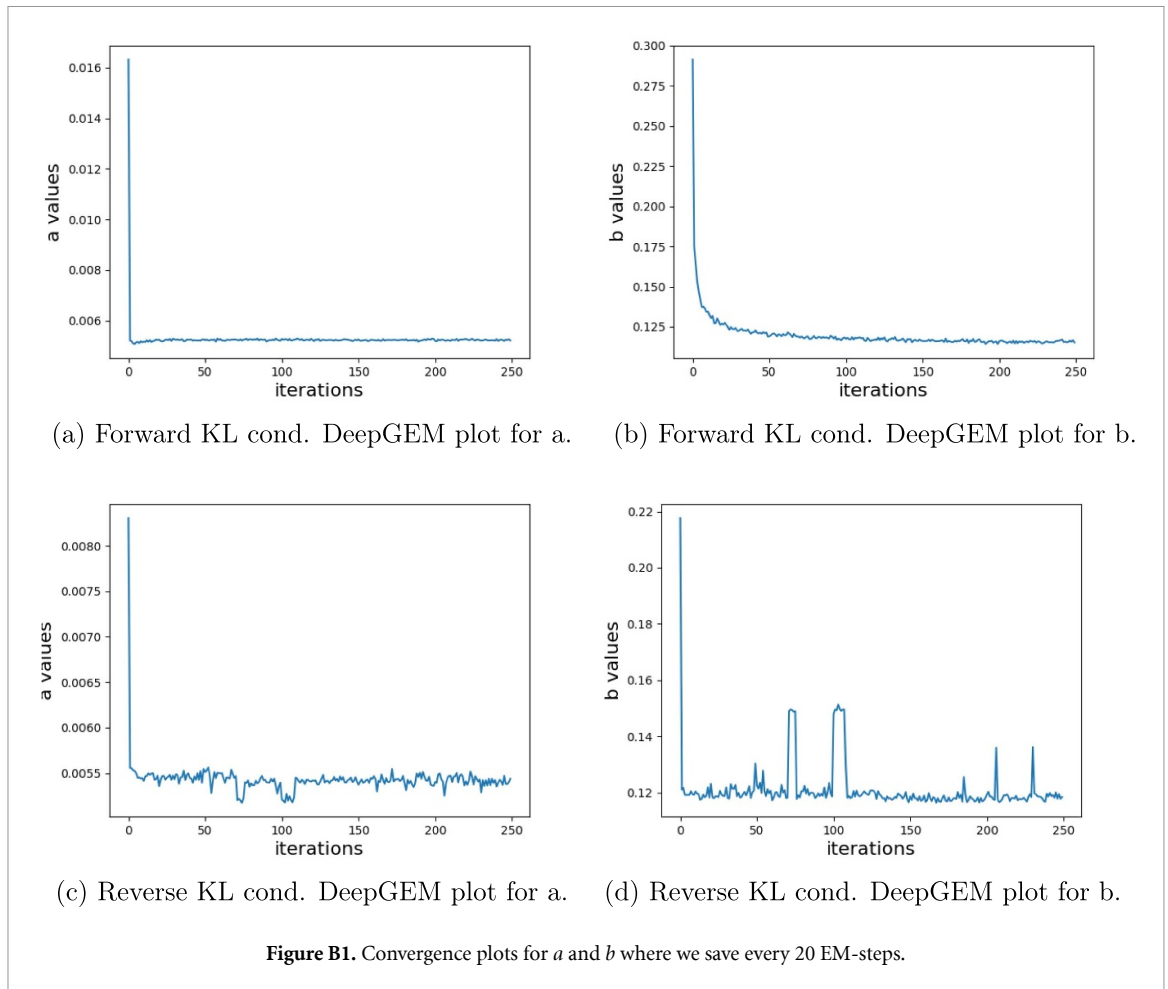 0.016
0.014
0.012
0.010
0.008
0.006
a values
0 50 100 150 200 250
iterations
0.300
0.275
0.250
0.225
0.200
0.175
0.150
0.125
b values
0 50 100 150 200 250
iterations
(a) Forward KL cond. DeepGEM plot for a.
(b) Forward KL cond. DeepGEM plot for b.
0.0080
0.0075
0.0070
0.0065
0.0060
0.0055
a values
0 50 100 150 200 250
iterations
0.22
0.20
0.18
0.16
0.14
0.12
b values
0 50 100 150 200 250
iterations
(c) Reverse KL cond. DeepGEM plot for a.
(d) Reverse KL cond. DeepGEM plot for b.
Figure B1. Convergence plots for a and b where we save every 20 EM-steps.